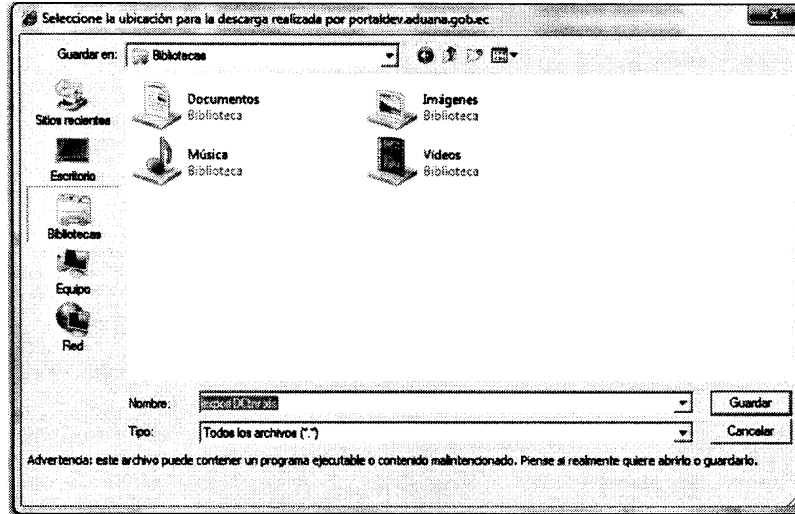 Seleccione la ubicación para la descarga realizada por portaldev.aduana.gob.ec
Guardar en: Bibliotecas
Sitios recientes
Escritorio
Bibliotecas
Equipo
Red
Documentos
Biblioteca
Imágenes
Biblioteca
Música
Biblioteca
Vídeos
Biblioteca
Nombre:
Guardar
Tipo: Todos los archivos (*.*)
Cancelar
Advertencia: este archivo puede contener un programa ejecutable o contenido malintencionado. Piense si realmente quiere abrirlo o guardarlo.